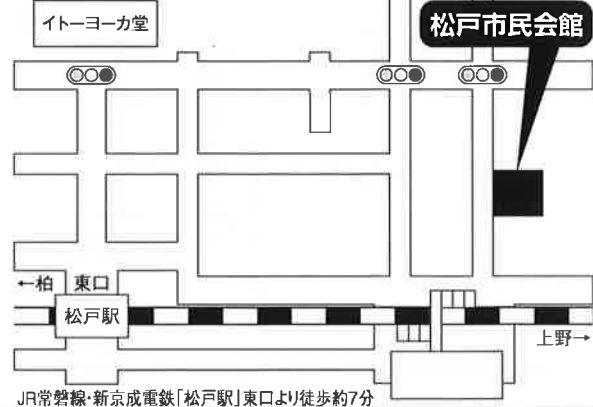 イトーヨーカ堂
松戸市民会館
←柏 東口
松戸駅
上野→
JR常磐線・新京成電鉄「松戸駅」東口より徒歩約7分